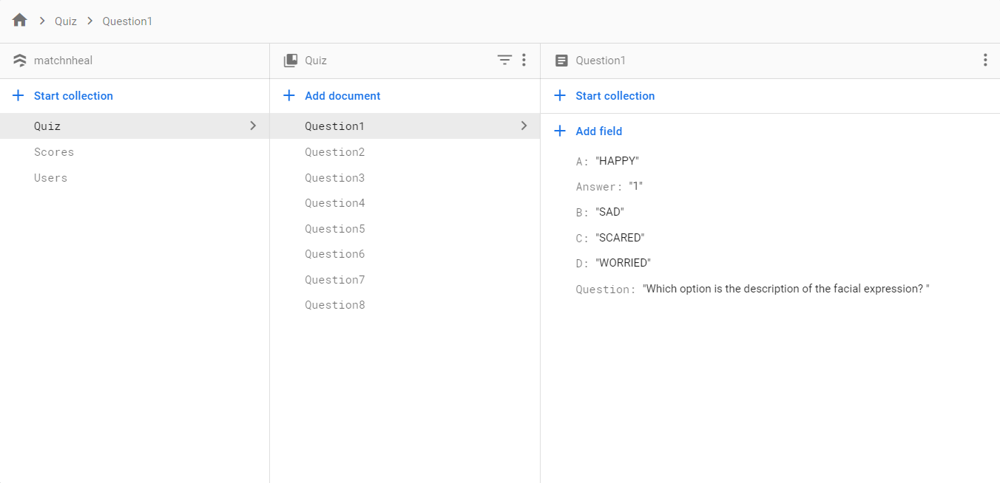 Quiz Question1
matchnheal
Start collection
Quiz
Scores
Users
Quiz
Add document
Question1
Question2
Question3
Question4
Question5
Question6
Question7
Question8
Question1
Start collection
Add field
A: "HAPPY"
Answer: "1"
B: "SAD"
C: "SCARED"
D: "WORRIED"
Question: "Which option is the description of the facial expression? "